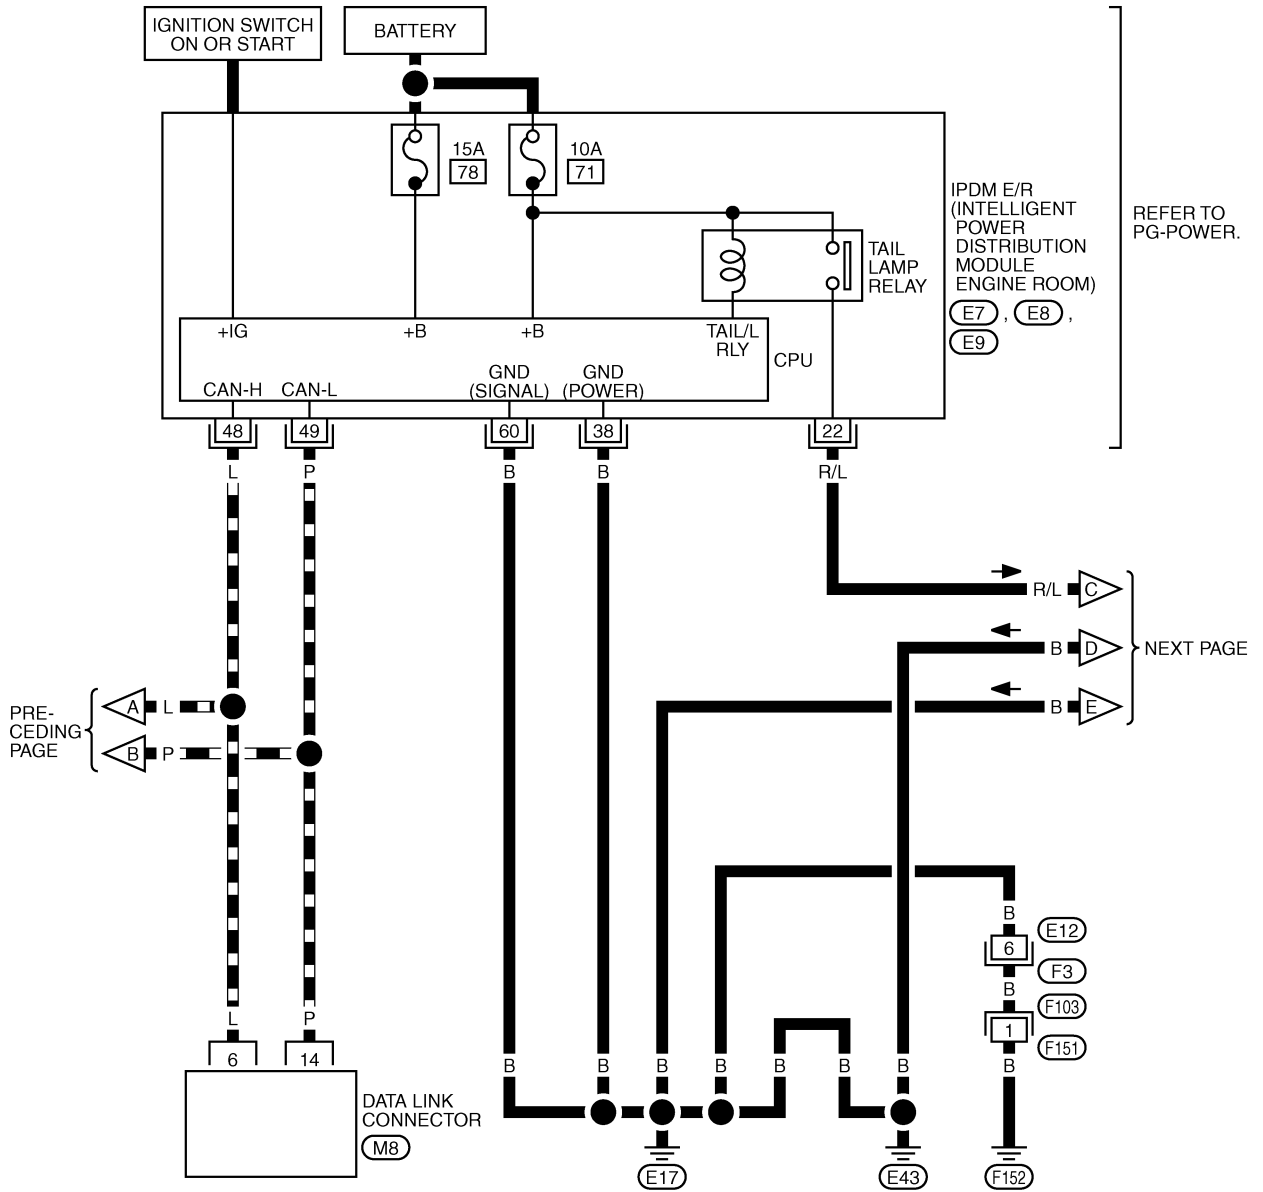 IGNITION SWITCH
ON OR START
BATTERY
15A
78
10A
71
IPDM E/R
(INTELLIGENT
POWER
DISTRIBUTION
MODULE
ENGINE ROOM)
E7 , E8 ,
E9
REFER TO
PG-POWER.
TAIL
LAMP
RELAY
+IG
+B
+B
TAIL/L
RLY
CPU
CAN-H
CAN-L
GND
(SIGNAL)
GND
(POWER)
48
49
60
38
22
L
P
B
B
R/L
R/L
C
B
D
B
E
NEXT PAGE
PRE-
CEDING
PAGE
A
L
B
P
B
6
E12
F3
B
F103
1
F151
B
L
P
6
14
B
B
B
B
B
B
B
DATA LINK
CONNECTOR
M8
E17
E43
F152